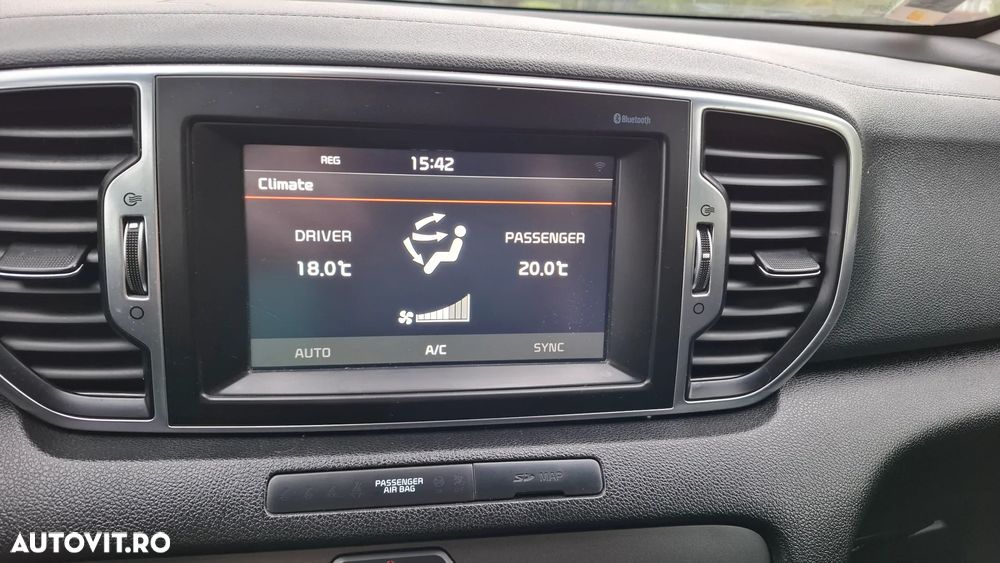 Bluetooth
REG 15:42
Climate
DRIVER PASSENGER
18.0℃ 20.0℃
AUTO A/C SYNC
PASSENGER
AIR BAG
SD MAP
AUTOVIT.RO